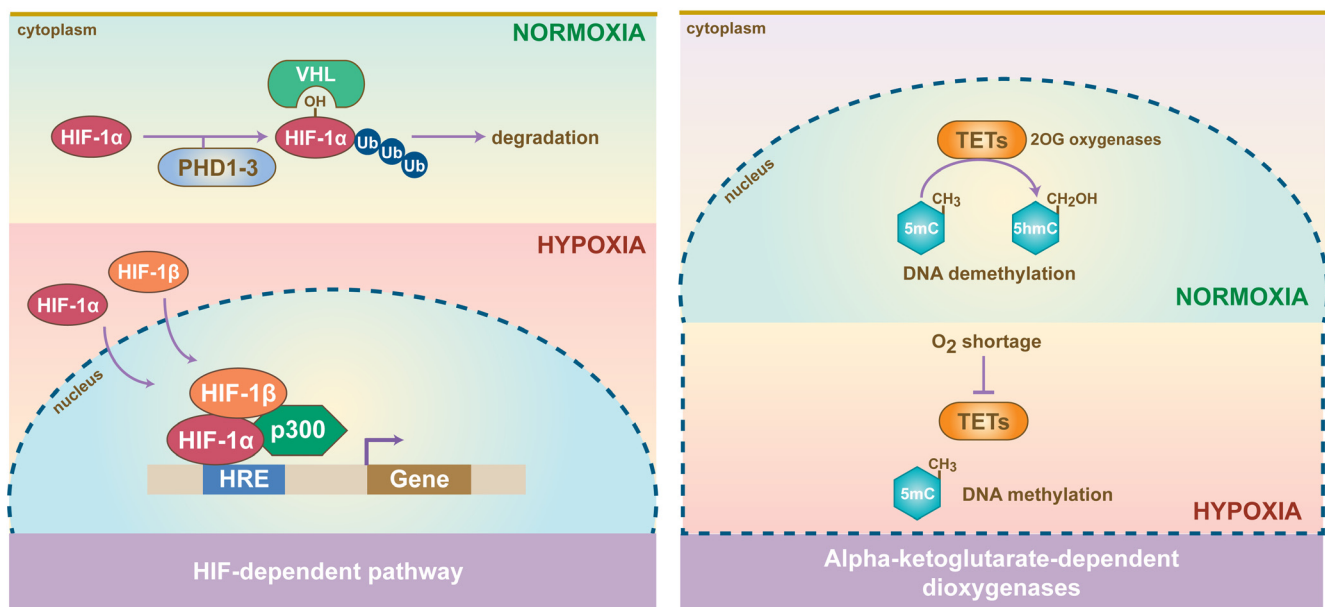 cytoplasm
NORMOXIA
VHL
OH
HIF-1α
HIF-1α
Ub
Ub
Ub
degradation
PHD1-3
HYPOXIA
HIF-1β
HIF-1α
nucleus
HIF-1β
HIF-1α
p300
HRE
Gene
HIF-dependent pathway
cytoplasm
nucleus
TETs
2OG oxygenases
CH3
CH2OH
5mC
5hmC
DNA demethylation
NORMOXIA
O2 shortage
TETs
CH3
5mC
DNA methylation
HYPOXIA
Alpha-ketoglutarate-dependent
dioxygenases